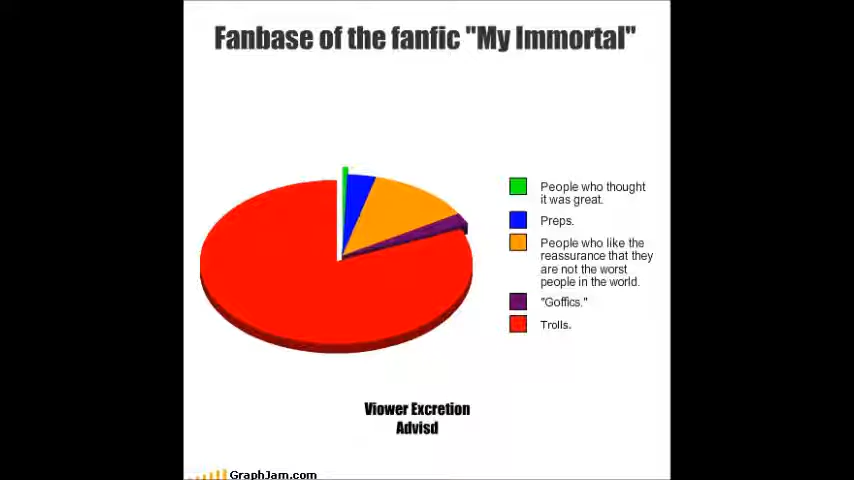 Fanbase of the fanfic "My Immortal"
People who thought
it was great.
Preps.
People who like the
reassurance that they
are not the worst
people in the world.
"Goffics."
Trolls.
Viower Excretion
Advisd
GraphJam.com